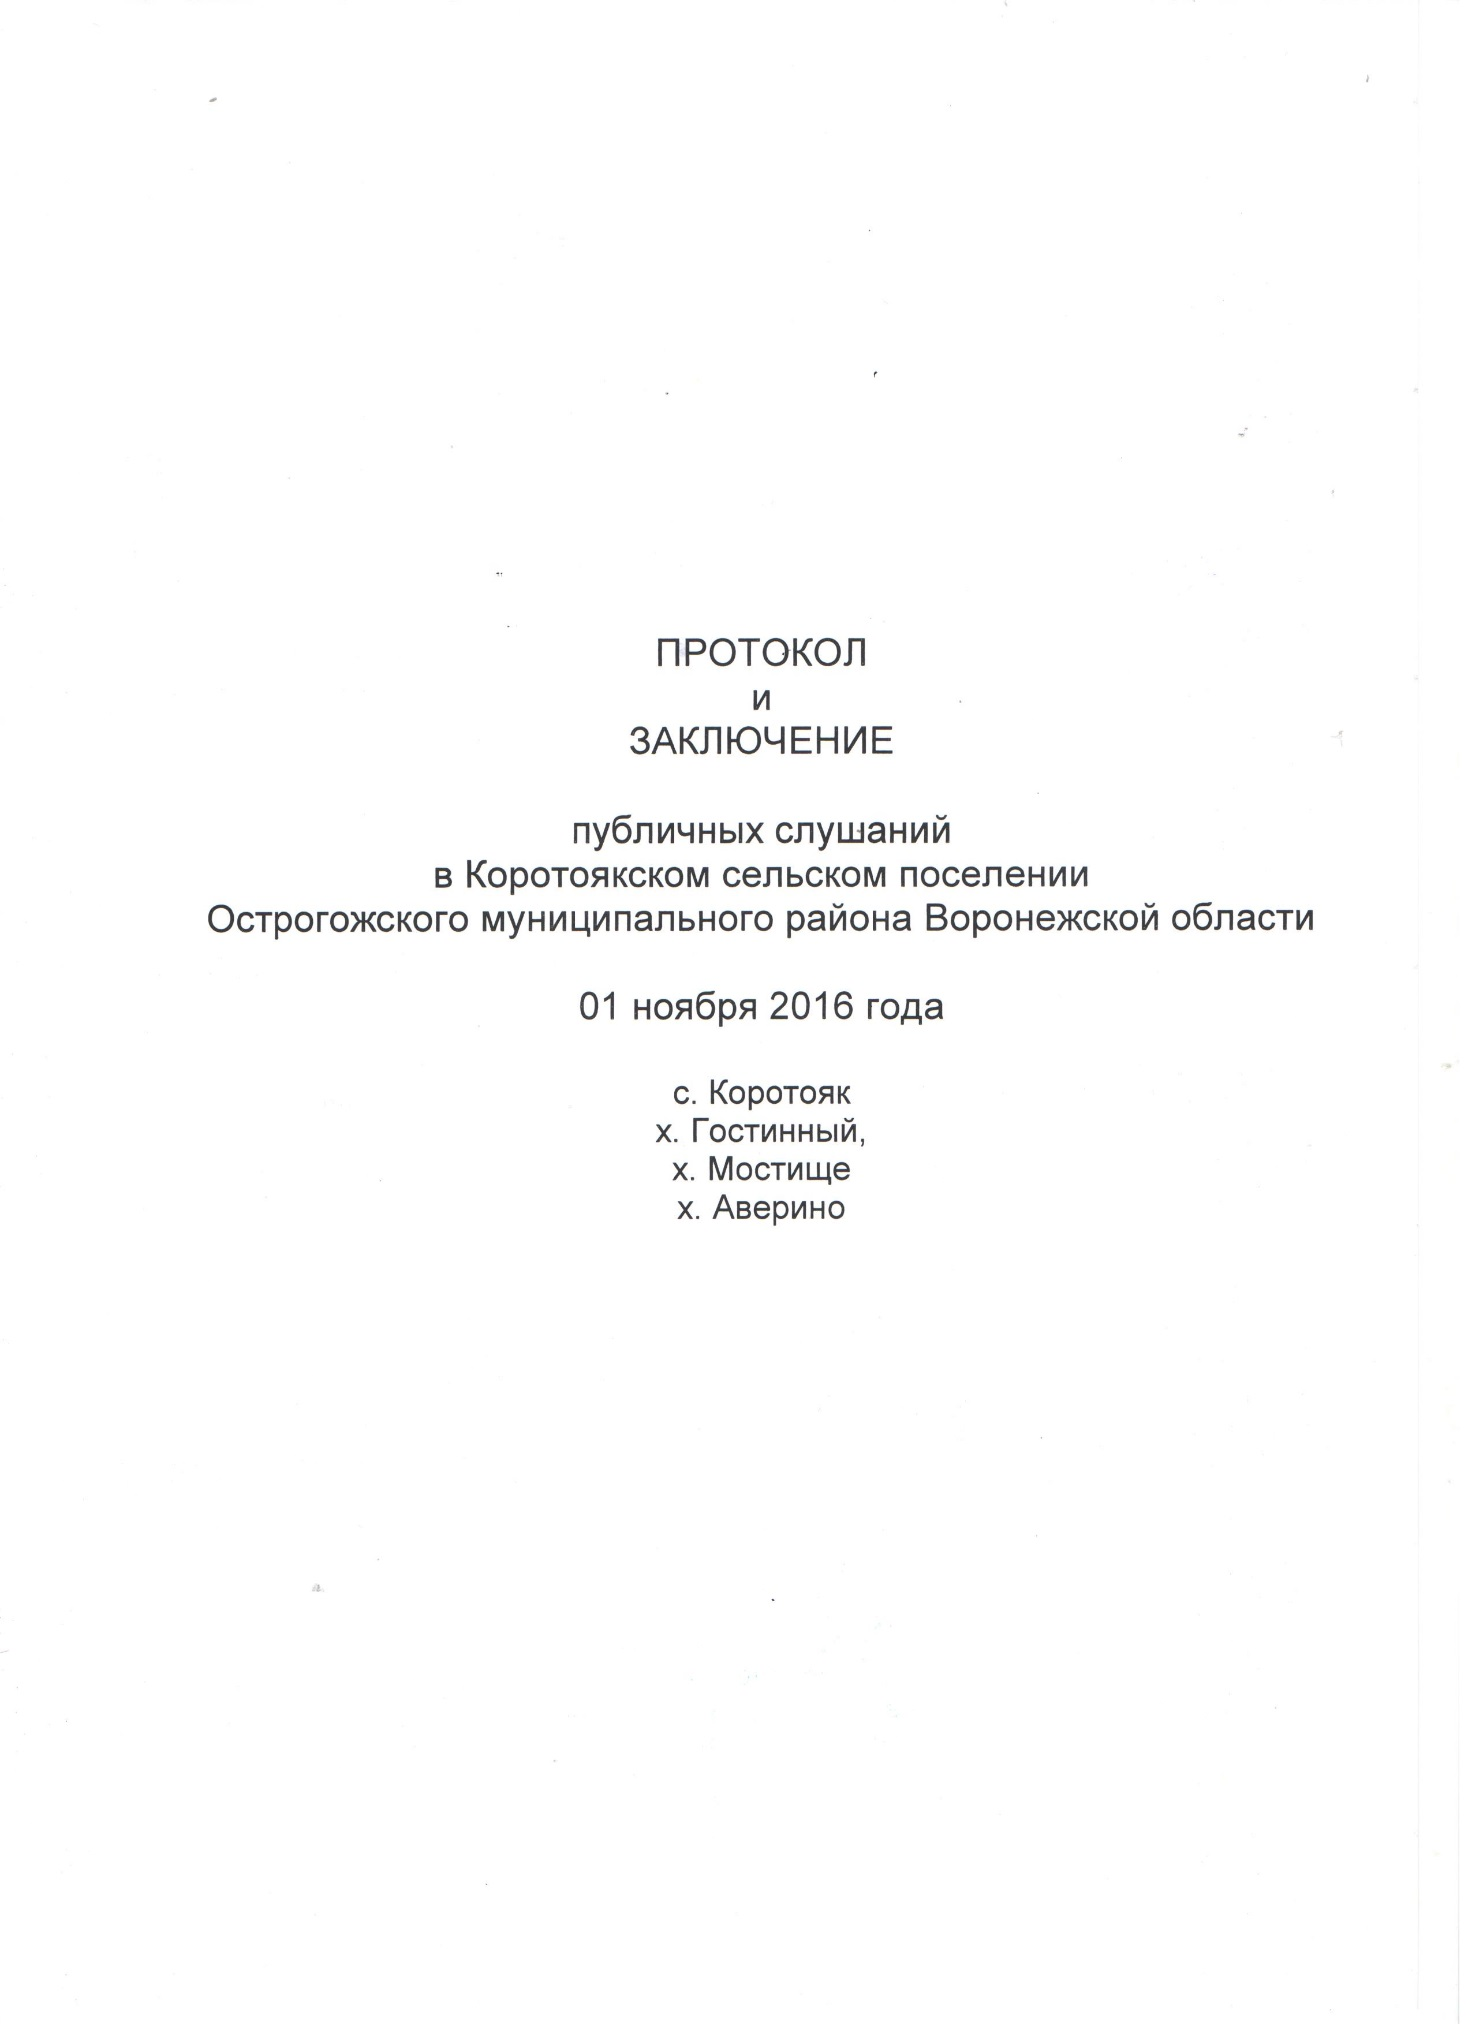 ПРОТОКОЛ
и
ЗАКЛЮЧЕНИЕ
публичных слушаний
в Коротоякском сельском поселении
Острогожского муниципального района Воронежской области
01 ноября 2016 года
с. Коротояк
х. Гостинный,
х. Мостище
х. Аверино